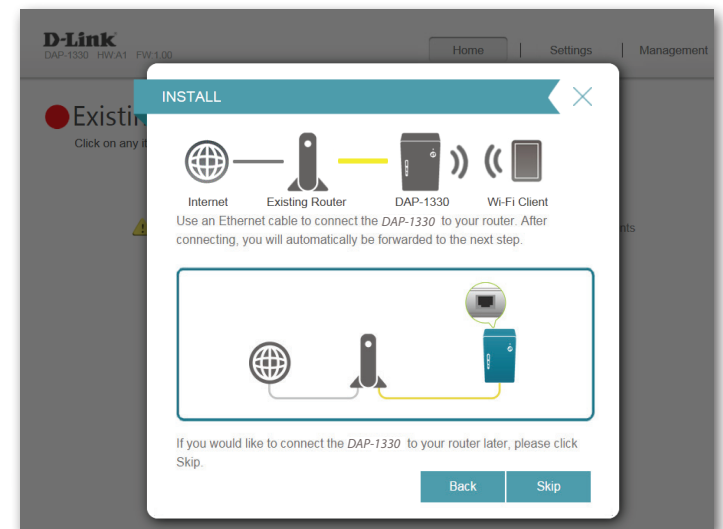 D-Link
DAP-1330 HW:A1 FW:1.00
Home | Settings | Management
Existin
Click on any it
nts
INSTALL
Internet Existing Router DAP-1330 Wi-Fi Client
Use an Ethernet cable to connect the DAP-1330 to your router. After
connecting, you will automatically be forwarded to the next step.
If you would like to connect the DAP-1330 to your router later, please click
Skip.
Back Skip